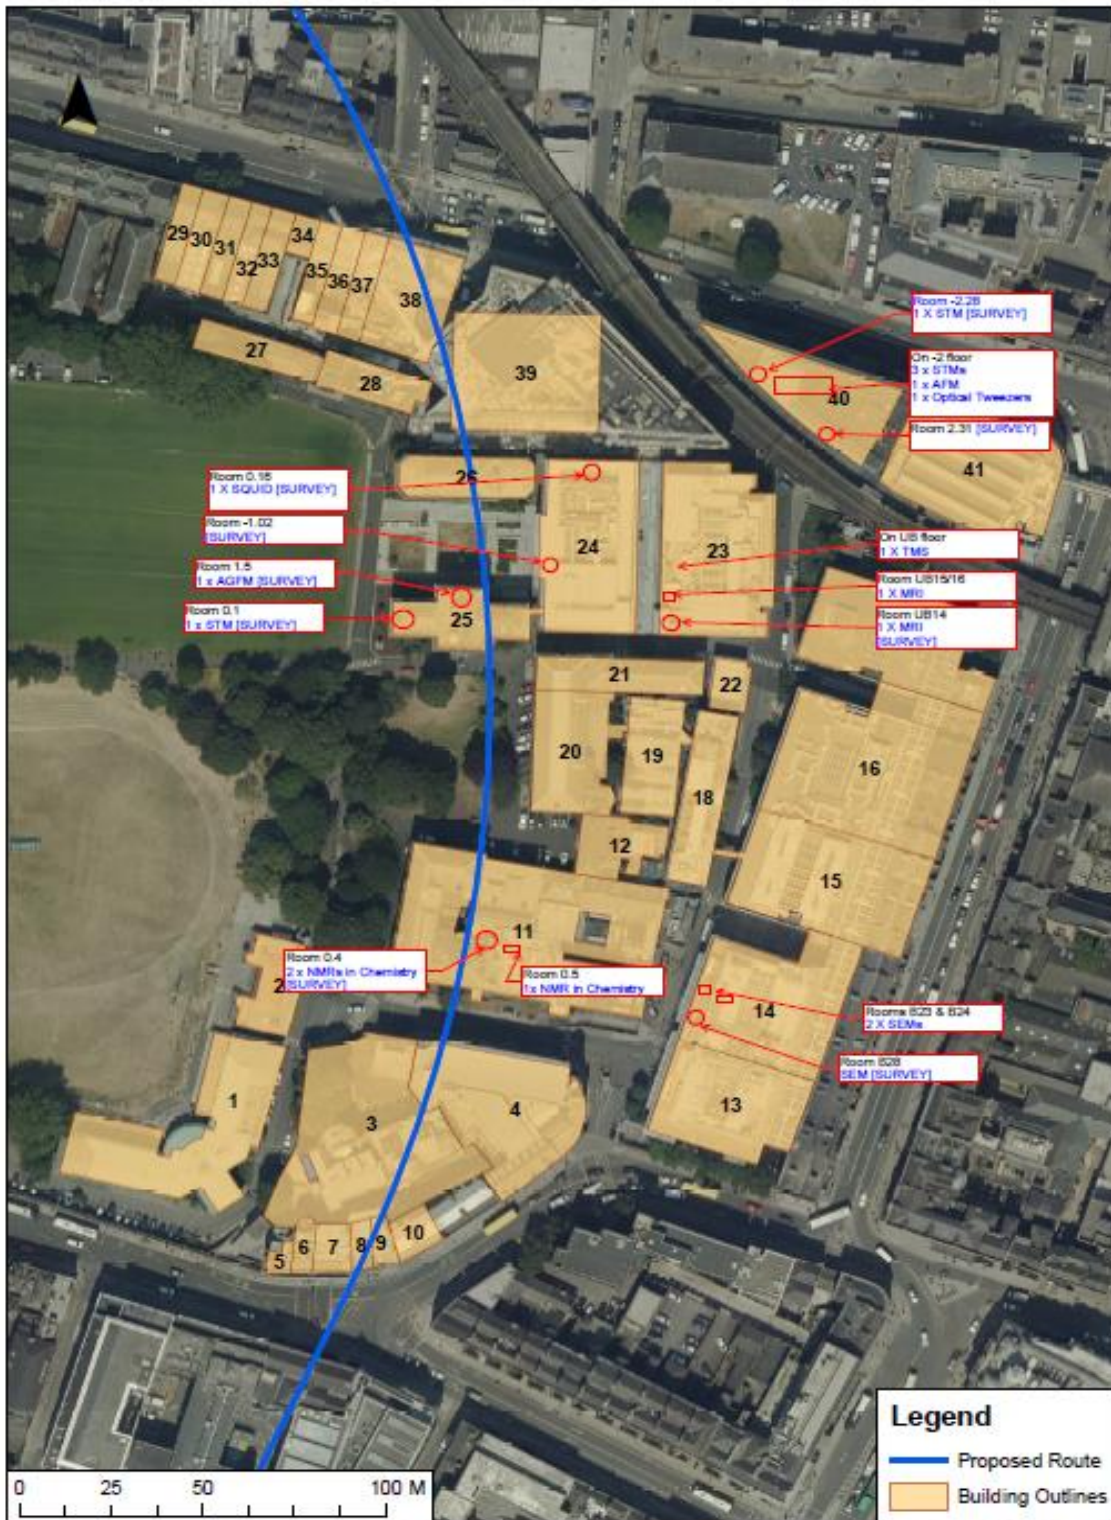 29
30
31
32
33
34
35
36
37
38
27
28
39
Room -2.28
1 X STM [SURVEY]
On -2 floor
3 x STMs
1 x AFM
1 x Optical Tweezers
40
Room 2.31 [SURVEY]
41
Room 0.16
1 X SQUID [SURVEY]
26
Room -1.02
[SURVEY]
24
23
On UB floor
1 X TMS
Room 1.5
1 x AGFM [SURVEY]
Room UB15/16
1 X MRI
Room 0.1
1 x STM [SURVEY]
25
Room UB14
1 X MRI
[SURVEY]
21
22
20
19
18
16
12
15
11
Room 0.4
2 x NMRs in Chemistry
[SURVEY]
Room 0.5
1x NMR in Chemistry
2
14
Rooms B23 & B24
2 X SEMs
Room B28
SEM [SURVEY]
1
3
4
13
5
6
7
8
9
10
Legend
Proposed Route
Building Outlines
0 25 50 100 M